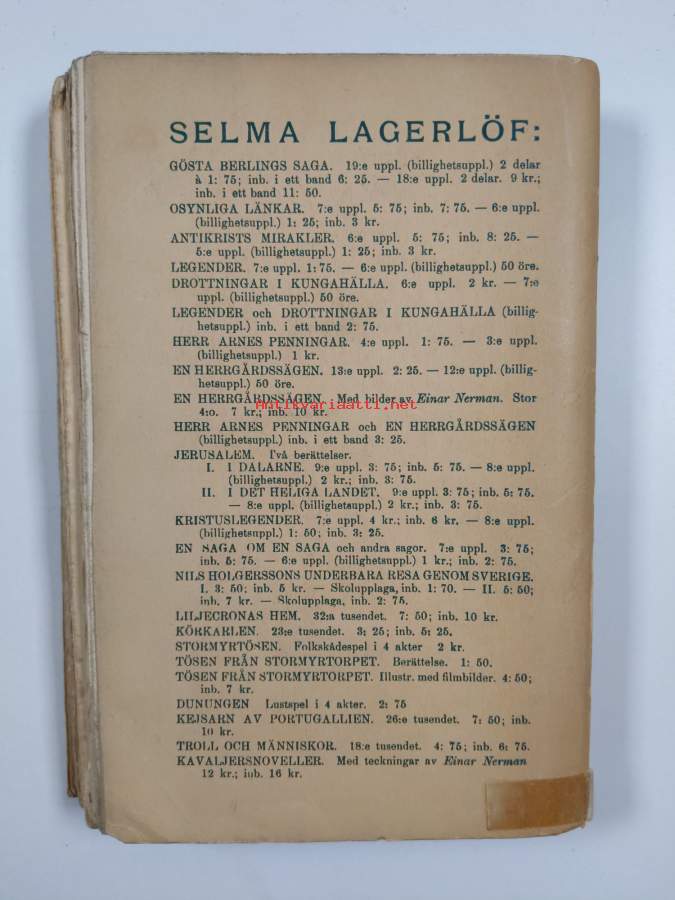 SELMA LAGERLÖF:
GÖSTA BERLINGS SAGA. 19:e uppl. (billighetsuppl.) 2 delar
à 1: 75; inb. i ett band 6: 25. — 18:e uppl. 2 delar. 9 kr.;
inb. i ett band 11: 50.
OSYNLIGA LÄNKAR. 7:e uppl. 5: 75; inb. 7: 75. — 6:e uppl.
(billighetsuppl.) 1: 25; inb. 3 kr.
ANTIKRISTS MIRAKLER. 6:e uppl. 5: 75; inb. 8: 25. —
5:e uppl. (billighetsuppl.) 1: 25; inb. 3 kr.
LEGENDER. 7:e uppl. 1: 75. — 6:e uppl. (billighetsuppl.) 50 öre.
DROTTNINGAR I KUNGAHÄLLA. 6:e uppl. 2 kr. — 7:e
uppl. (billighetsuppl.) 50 öre.
LEGENDER och DROTTNINGAR I KUNGAHÄLLA (billig-
hetsuppl.) inb. i ett band 2: 75.
HERR ARNES PENNINGAR. 4:e uppl. 1: 75. — 3:e uppl.
(billighetsuppl.) 1 kr.
EN HERRGÅRDSSÄGEN. 13:e uppl. 2: 25. — 12:e uppl. (billig-
hetsuppl.) 50 öre.
EN HERRGÅRDSSÄGEN. Med bilder av Einar Nerman. Stor
4:o. 7 kr.; inb. 10 kr.
Antikvariaatti.net
HERR ARNES PENNINGAR och EN HERRGÅRDSSÄGEN
(billighetsuppl.) inb. i ett band 3: 25.
JERUSALEM. Två berättelser.
I. I DALARNE. 9:e uppl. 3: 75; inb. 5: 75. — 8:e uppl.
(billighetsuppl.) 2 kr.; inb. 3: 75.
II. I DET HELIGA LANDET. 9:e uppl. 3: 75; inb. 5: 75.
— 8:e uppl. (billighetsuppl.) 2 kr.; inb. 3: 75.
KRISTUSLEGENDER. 7:e uppl. 4 kr.; inb. 6 kr. — 8:e uppl.
(billighetsuppl.) 1: 50; inb. 3: 25.
EN SAGA OM EN SAGA och andra sagor. 7:e uppl. 3: 75;
inb. 5: 75. — 6:e uppl. (billighetsuppl.) 1 kr.; inb. 2: 75.
NILS HOLGERSSONS UNDERBARA RESA GENOM SVERIGE.
I. 3: 50; inb. 5 kr. — Skolupplaga, inb. 1: 70. — II. 5: 50;
inb. 7 kr. — Skolupplaga, inb. 2: 75.
LILJECRONAS HEM. 32:a tusendet. 7: 50; inb. 10 kr.
KÖRKARLEN. 23:e tusendet. 3: 25; inb. 5: 25.
STORMYRTÖSEN. Folkskådespel i 4 akter 2 kr.
TÖSEN FRÅN STORMYRTORPET. Berättelse. 1: 50.
TÖSEN FRÅN STORMYRTORPET. Illustr. med filmbilder. 4: 50;
inb. 7 kr.
DUNUNGEN Lustspel i 4 akter. 2: 75
KEJSARN AV PORTUGALLIEN. 26:e tusendet. 7: 50; inb.
10 kr.
TROLL OCH MÄNNISKOR. 18:e tusendet. 4: 75; inb. 6: 75.
KAVALJERSNOVELLER. Med teckningar av Einar Nerman
12 kr.; inb. 16 kr.